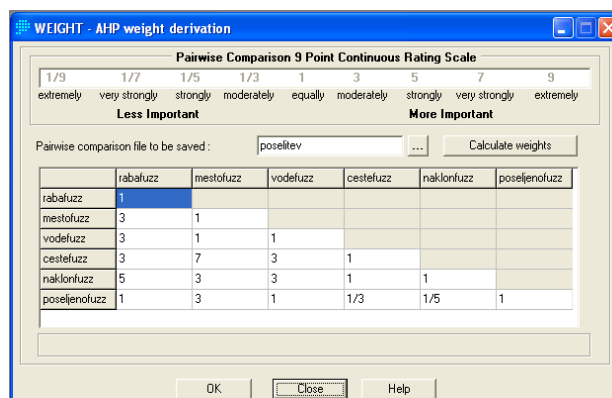 WEIGHT - AHP weight derivation
Pairwise Comparison 9 Point Continuous Rating Scale
1/9 1/7 1/5 1/3 1 3 5 7 9
extremely very strongly strongly moderately equally moderately strongly very strongly extremely
Less Important More Important
Pairwise comparison file to be saved : poselitev ... Calculate weights
rabafuzz mestofuzz vodefuzz cestefuzz naklonfuzz poseljenofuzz
rabafuzz 1
mestofuzz 3 1
vodefuzz 3 1 1
cestefuzz 3 7 3 1
naklonfuzz 5 3 3 1 1
poseljenofuzz 1 3 1 1/3 1/5 1
OK Close Help